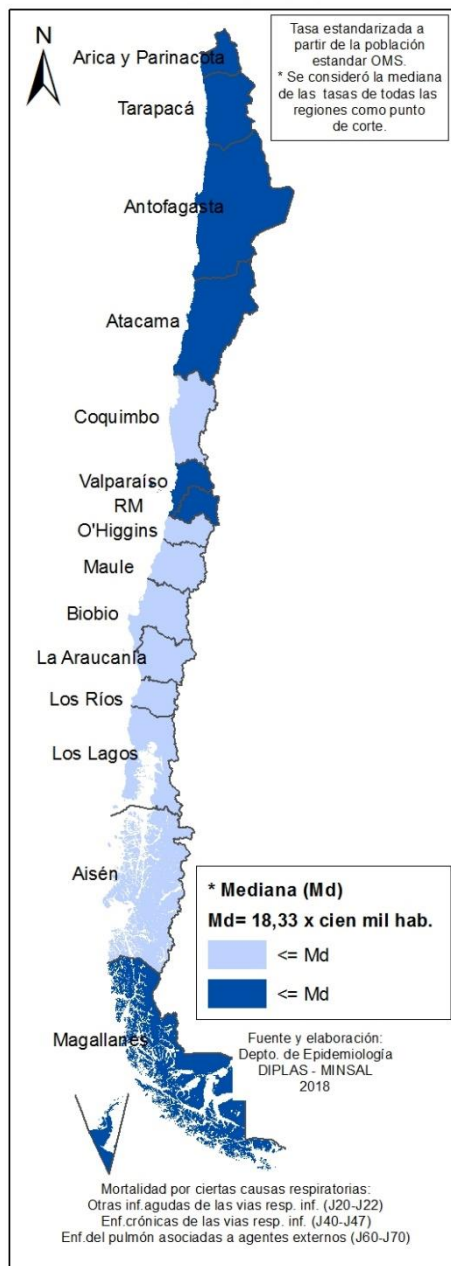 N
Tasa estandarizada a
partir de la población
estandar OMS.
* Se consideró la mediana
de las tasas de todas las
regiones como punto
de corte.
Arica y Parinacota
Tarapacá
Antofagasta
Atacama
Coquimbo
Valparaíso
RM
O'Higgins
Maule
Biobio
La Araucanía
Los Ríos
Los Lagos
Aisén
Magallanes
* Mediana (Md)
Md= 18,33 x cien mil hab.
<= Md
<= Md
Fuente y elaboración:
Depto. de Epidemiología
DIPLAS - MINSAL
2018
Mortalidad por ciertas causas respiratorias:
Otras inf.agudas de las vias resp. inf. (J20-J22)
Enf.crónicas de las vias resp. inf. (J40-J47)
Enf.del pulmón asociadas a agentes externos (J60-J70)